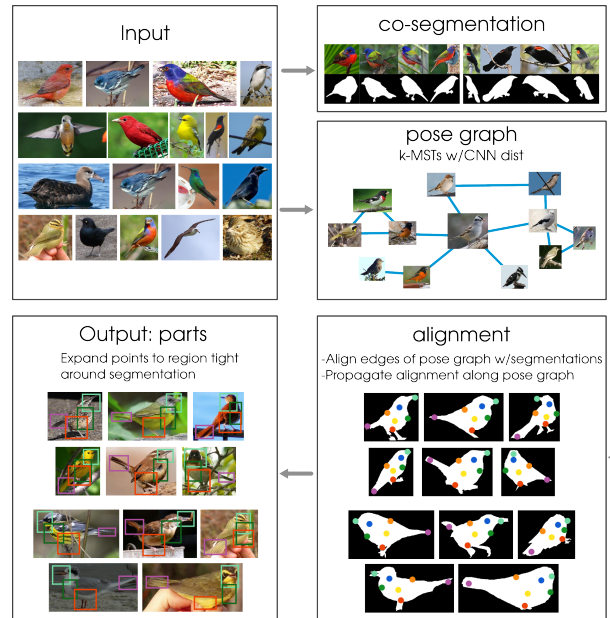 Input
co-segmentation
pose graph
k-MSTs w/CNN dist
Output: parts
Expand points to region tight
around segmentation
alignment
-Align edges of pose graph w/segmentations
-Propagate alignment along pose graph